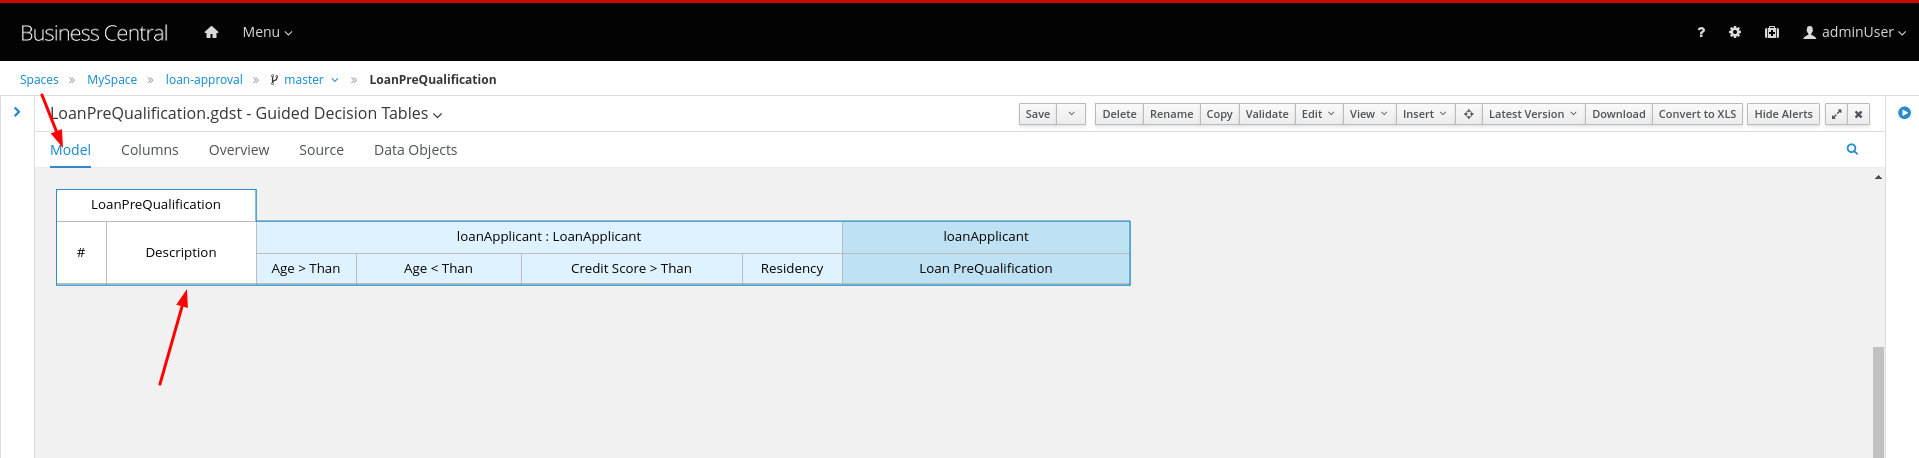 Business Central Menu ? adminUser
Spaces » MySpace » loan-approval » master » LoanPreQualification
LoanPreQualification.gdst - Guided Decision Tables Save Delete Rename Copy Validate Edit View Insert Latest Version Download Convert to XLS Hide Alerts
Model Columns Overview Source Data Objects
LoanPreQualification
# Description loanApplicant : LoanApplicant loanApplicant
Age > Than Age < Than Credit Score > Than Residency Loan PreQualification